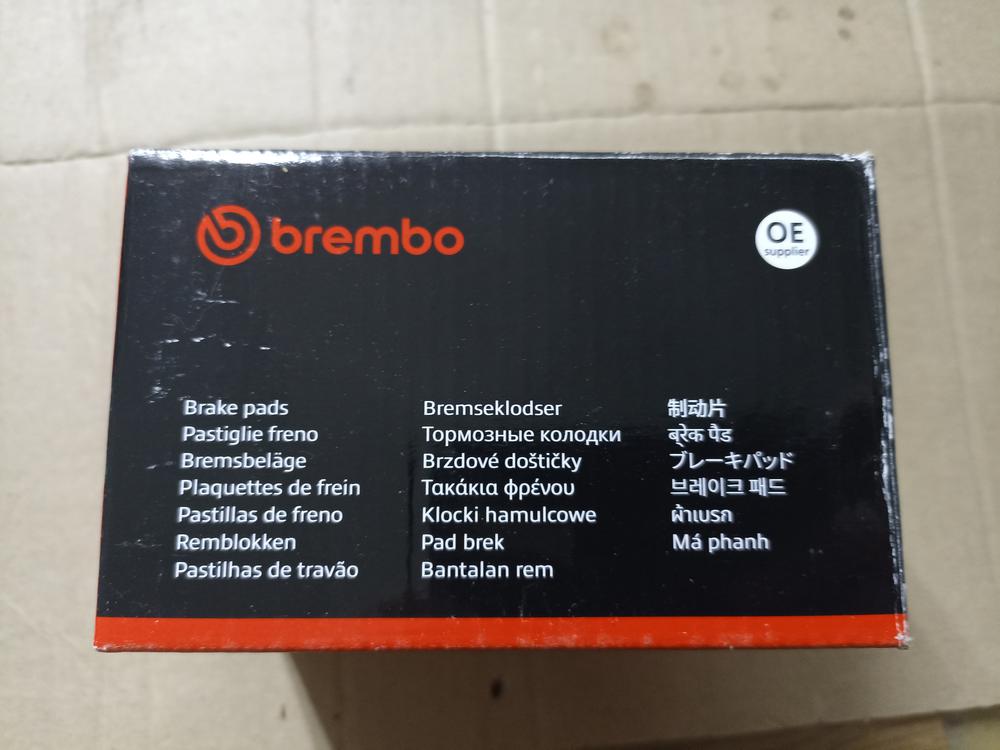 brembo
OE
supplier
Brake pads
Pastiglie freno
Bremsbeläge
Plaquettes de frein
Pastillas de freno
Remblokken
Pastilhas de travão
Bremseklodser
Тормозные колодки
Brzdové doštičky
Τακάκια φρένου
Klocki hamulcowe
Pad brek
Bantalan rem
制动片
ब्रेक पैड
ブレーキパッド
브레이크 패드
ผ้าเบรก
Má phanh